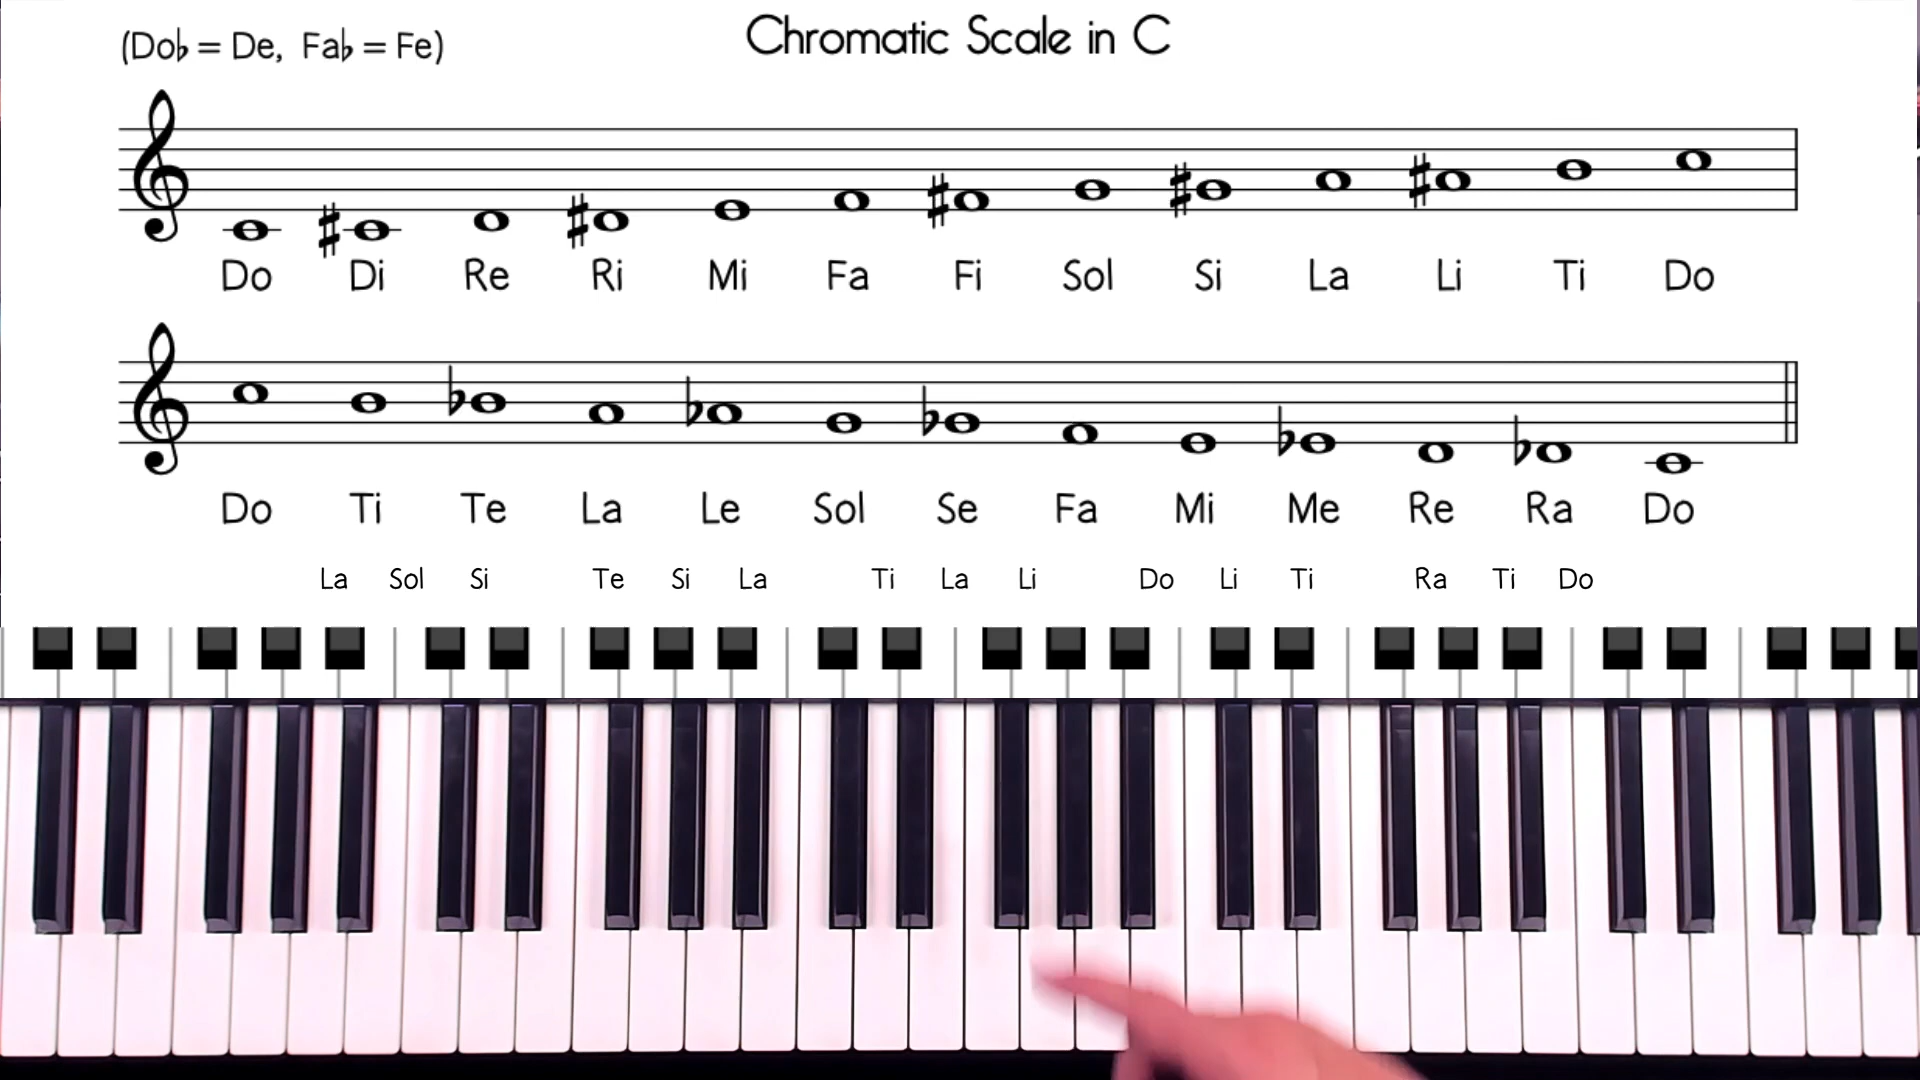 (Do♭ = De, Fa♭ = Fe)
Chromatic Scale in C
Do Di Re Ri Mi Fa Fi Sol Si La Li Ti Do
Do Ti Te La Le Sol Se Fa Mi Me Re Ra Do
La Sol Si Te Si La Ti La Li Do Li Ti Ra Ti Do